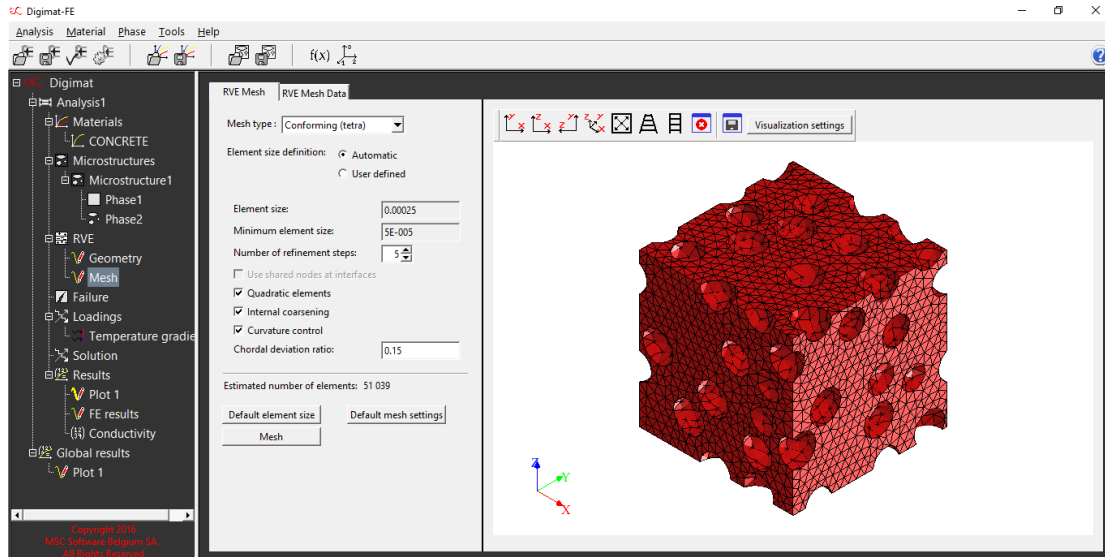 Digimat-FE
Analysis Material Phase Tools Help
f(x)
Digimat
Analysis1
Materials
CONCRETE
Microstructures
Microstructure1
Phase1
Phase2
RVE
Geometry
Mesh
Failure
Loadings
Temperature gradie
Solution
Results
Plot 1
FE results
Conductivity
Global results
Plot 1
Copyright 2016
MSC Software Belgium SA.
All Rights Reserved
RVE Mesh RVE Mesh Data
Mesh type : Conforming (tetra)
Element size definition: Automatic
User defined
Element size: 0.00025
Minimum element size: 5E-005
Number of refinement steps: 5
Use shared nodes at interfaces
Quadratic elements
Internal coarsening
Curvature control
Chordal deviation ratio: 0.15
Estimated number of elements: 51 039
Default element size Default mesh settings
Mesh
Visualization settings
Z
Y
X